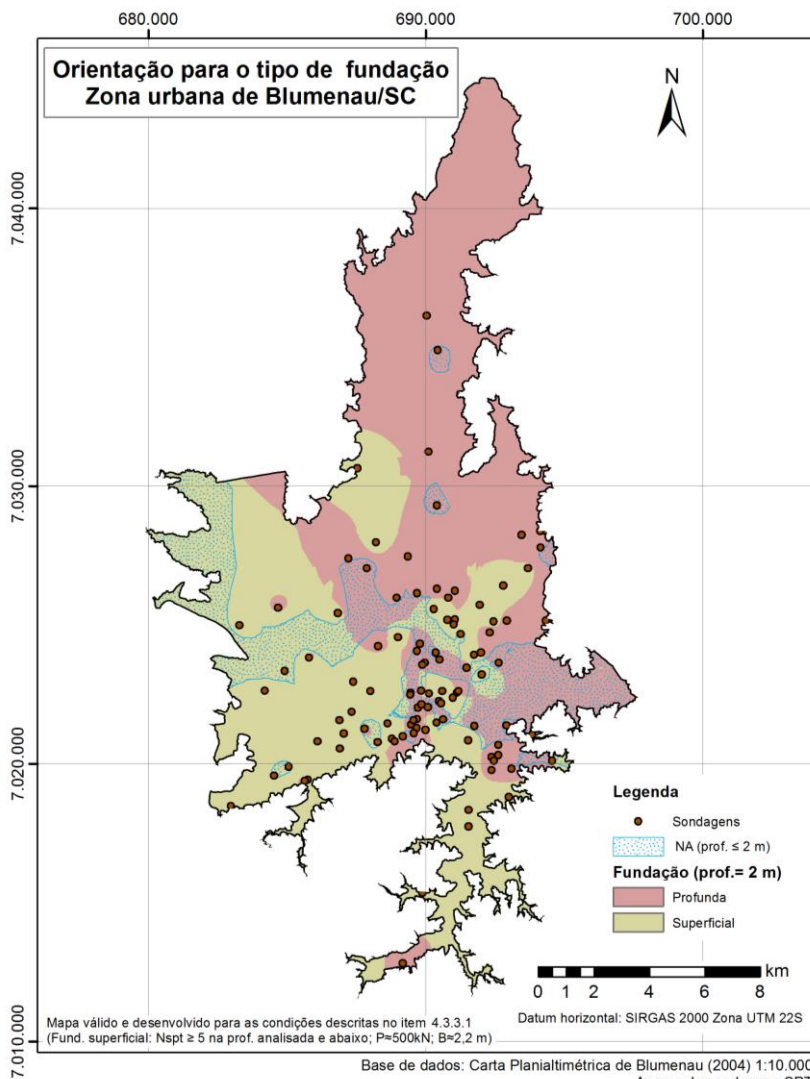 680.000
690.000
700.000
Orientação para o tipo de fundação
Zona urbana de Blumenau/SC
N
7.040.000
7.030.000
7.020.000
7.010.000
Legenda
Sondagens
NA (prof. ≤ 2 m)
Fundação (prof.= 2 m)
Profunda
Superficial
km
0 1 2 4 6 8
Mapa válido e desenvolvido para as condições descritas no item 4.3.3.1
(Fund. superficial: Nspt ≥ 5 na prof. analisada e abaixo; P≈500kN; B≈2,2 m)
Datum horizontal: SIRGAS 2000 Zona UTM 22S
Base de dados: Carta Planialtimétrica de Blumenau (2004) 1:10.000